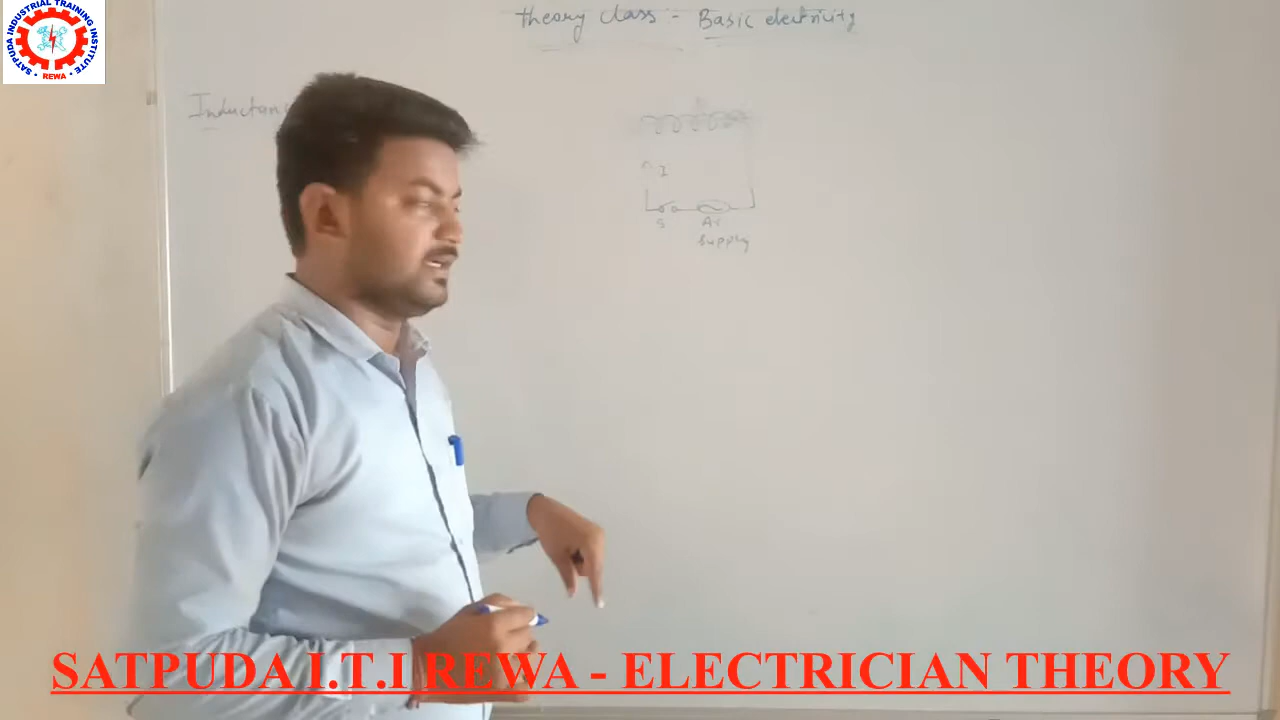 SATPUDA INDUSTRIAL TRAINING INSTITUTE
REWA
theory class :- Basic electricity
Inductan
I
S
AC
supply
SATPUDA I.T.I REWA - ELECTRICIAN THEORY